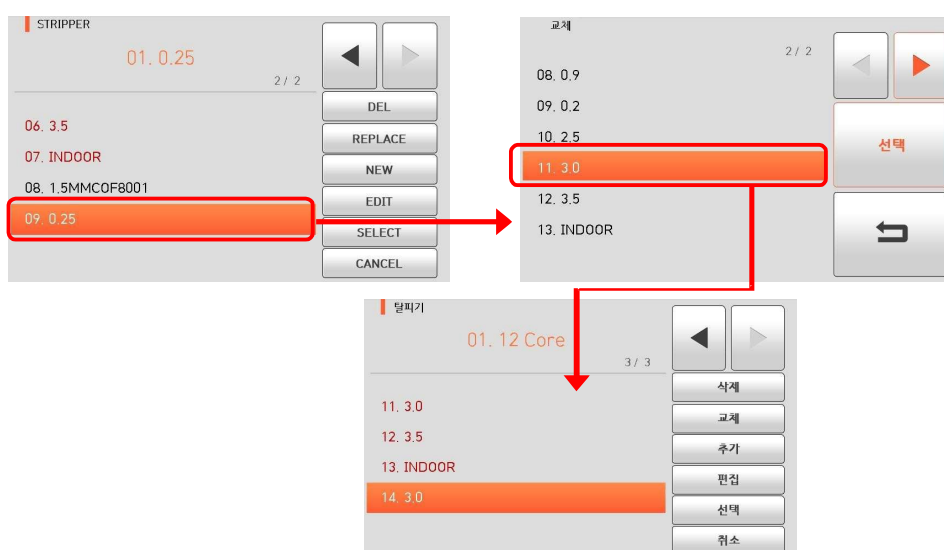 STRIPPER
01. 0.25
2/ 2
06. 3.5
07. INDOOR
08. 1.5MMCOF8001
09. 0.25
DEL
REPLACE
NEW
EDIT
SELECT
CANCEL
교체
2/ 2
08. 0.9
09. 0.2
10. 2.5
11. 3.0
12. 3.5
13. INDOOR
선택
탈피기
01. 12 Core
3/ 3
11. 3.0
12. 3.5
13. INDOOR
14. 3.0
삭제
교체
추가
편집
선택
취소